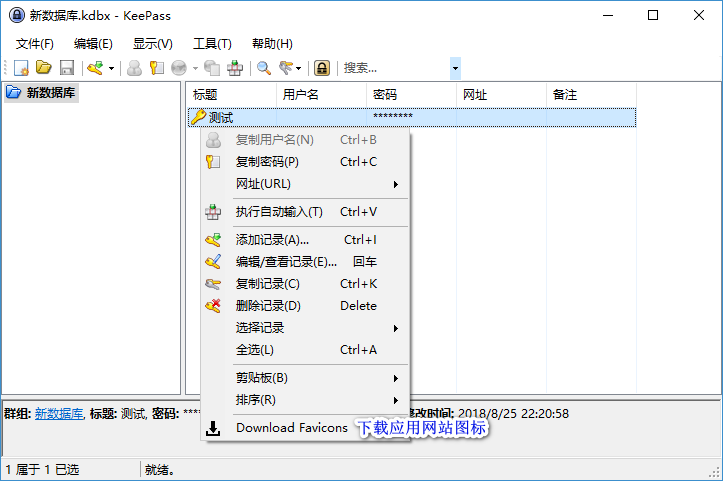 新数据库.kdbx - KeePass
文件(F) 编辑(E) 显示(V) 工具(T) 帮助(H)
搜索...
新数据库
标题 用户名 密码 网址 备注
测试 ********
复制用户名(N) Ctrl+B
复制密码(P) Ctrl+C
网址(URL)
执行自动输入(T) Ctrl+V
添加记录(A)... Ctrl+I
编辑/查看记录(E)... 回车
复制记录(C) Ctrl+K
删除记录(D) Delete
选择记录
全选(L) Ctrl+A
剪贴板(B)
排序(R)
Download Favicons 下载应用网站图标
群组: 新数据库, 标题: 测试, 密码: *** 改时间: 2018/8/25 22:20:58
1 属于 1 已选 就绪。